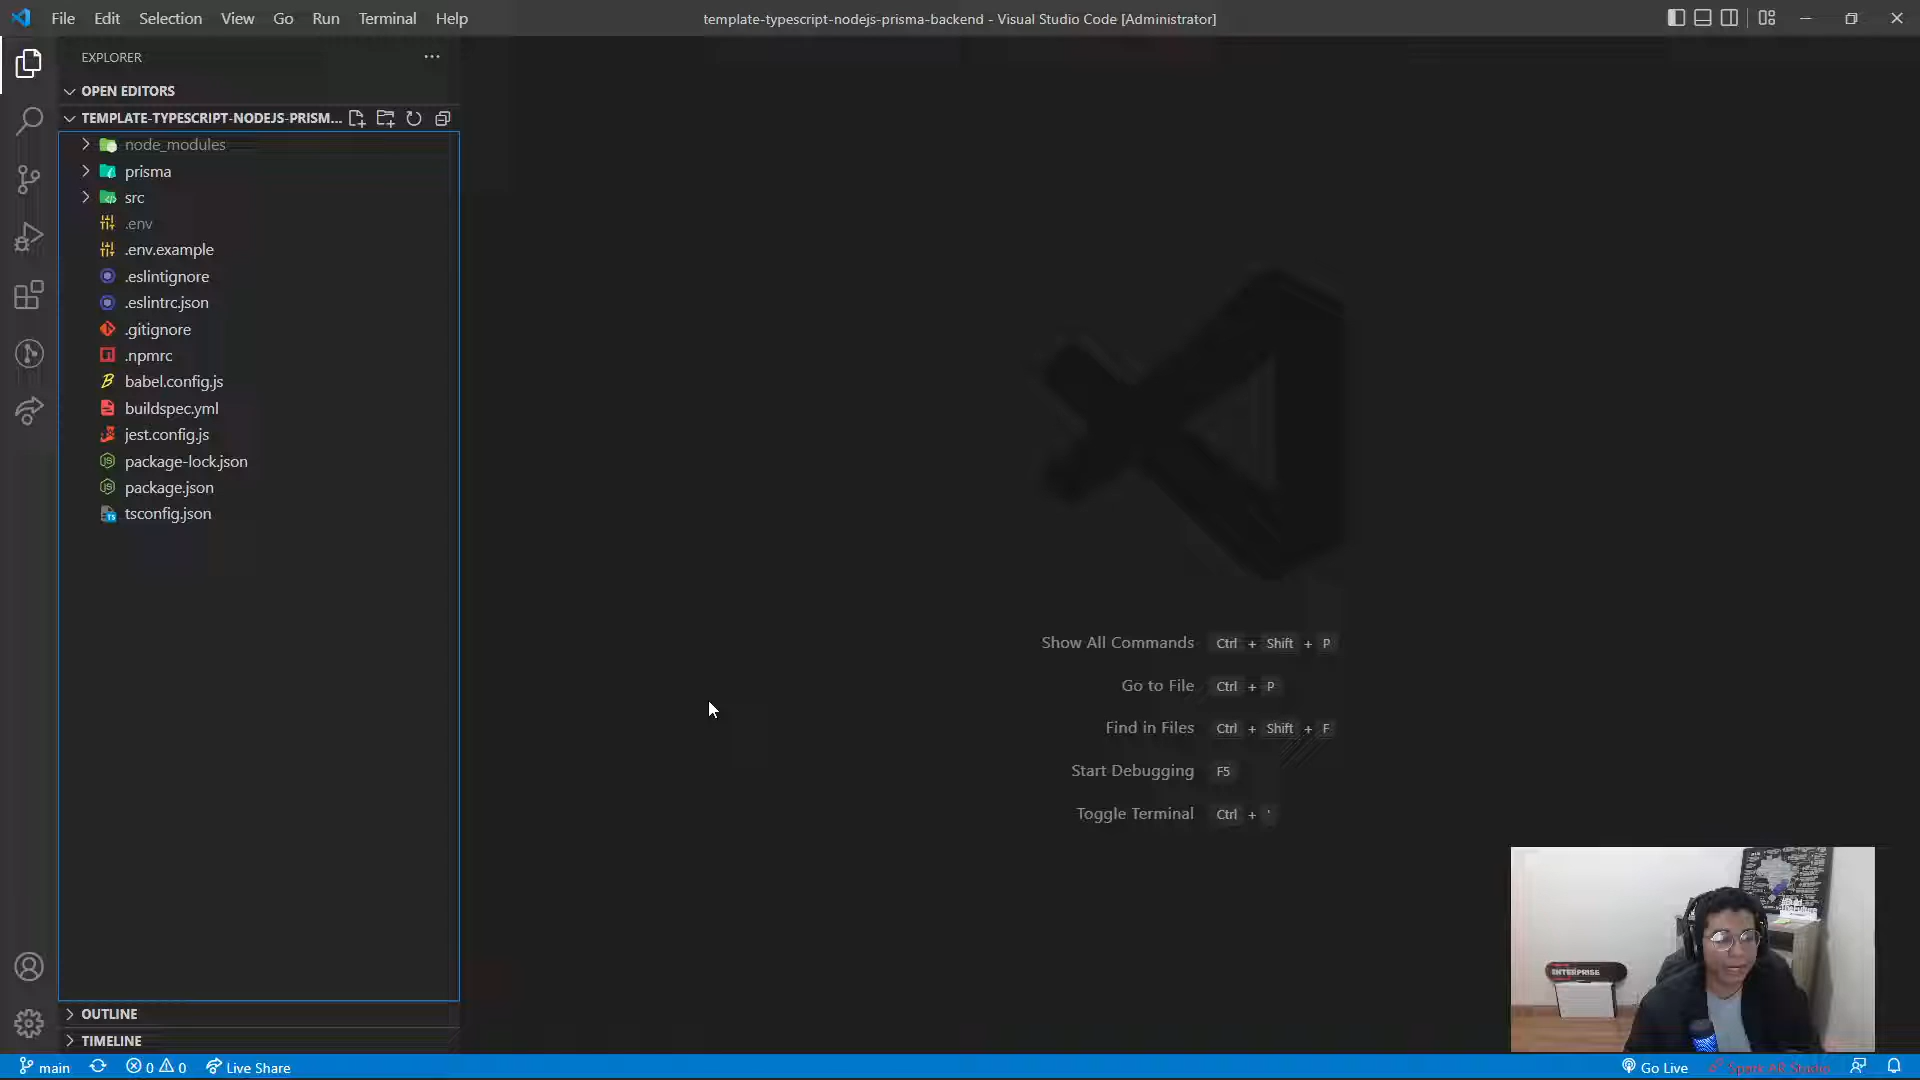 File Edit Selection View Go Run Terminal Help
template-typescript-nodejs-prisma-backend - Visual Studio Code [Administrator]
EXPLORER
OPEN EDITORS
TEMPLATE-TYPESCRIPT-NODEJS-PRISM...
node_modules
prisma
src
.env
.env.example
.eslintignore
.eslintrc.json
.gitignore
.npmrc
babel.config.js
buildspec.yml
jest.config.js
package-lock.json
package.json
tsconfig.json
Show All Commands Ctrl + Shift + P
Go to File Ctrl + P
Find in Files Ctrl + Shift + F
Start Debugging F5
Toggle Terminal Ctrl + '
ENTERPRISE
OUTLINE
TIMELINE
main 0 0 Live Share
Go Live Spark AR Studio